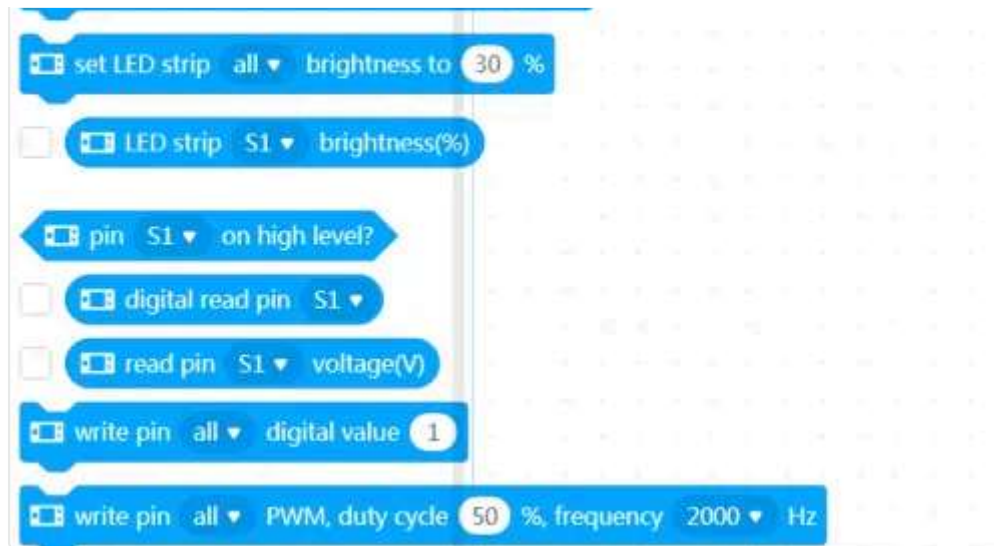 set LED strip all brightness to 30 %
LED strip S1 brightness(%)
pin S1 on high level?
digital read pin S1
read pin S1 voltage(V)
write pin all digital value 1
write pin all PWM, duty cycle 50 %, frequency 2000 Hz